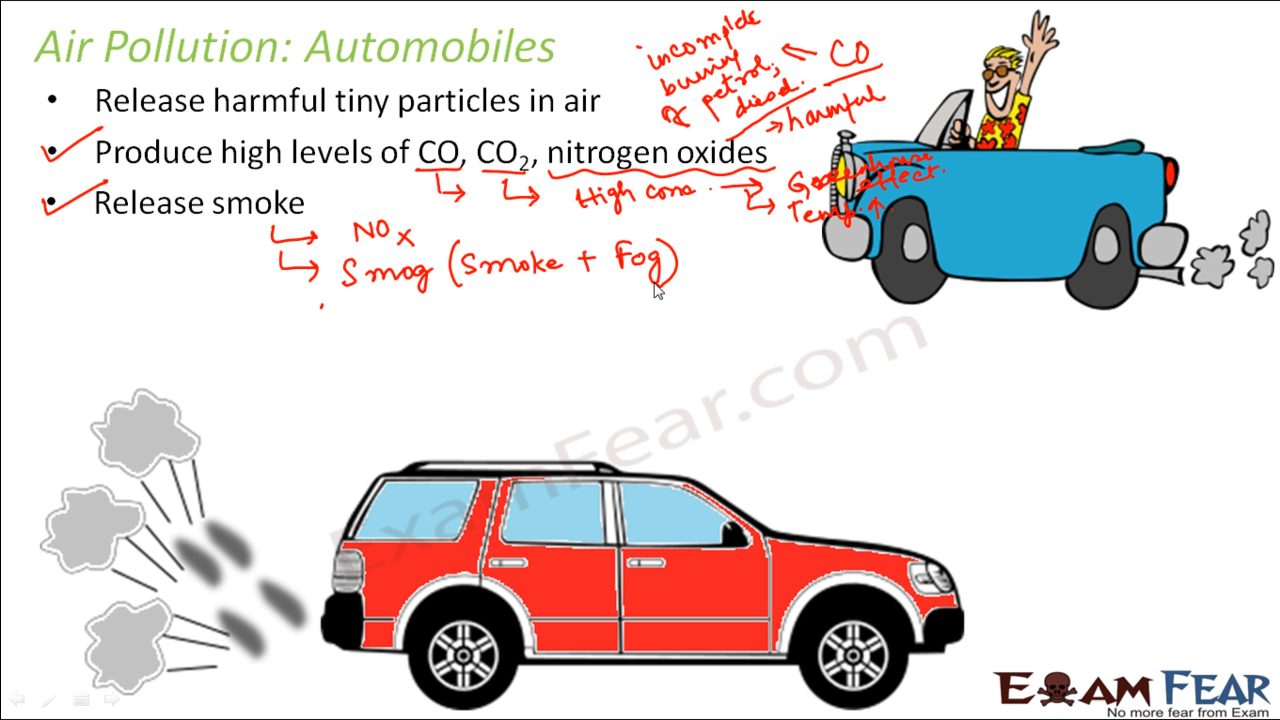 Air Pollution: Automobiles
• Release harmful tiny particles in air
• Produce high levels of CO, CO₂, nitrogen oxides
• Release smoke
incomplete
burning
of petrol,
diesel.
CO
→ harmful
High conc. → Greenhouse
effect.
Temp. ↑
NOx
Smog (Smoke + Fog)
ExamFear.com
EXAM FEAR
No more fear from Exam